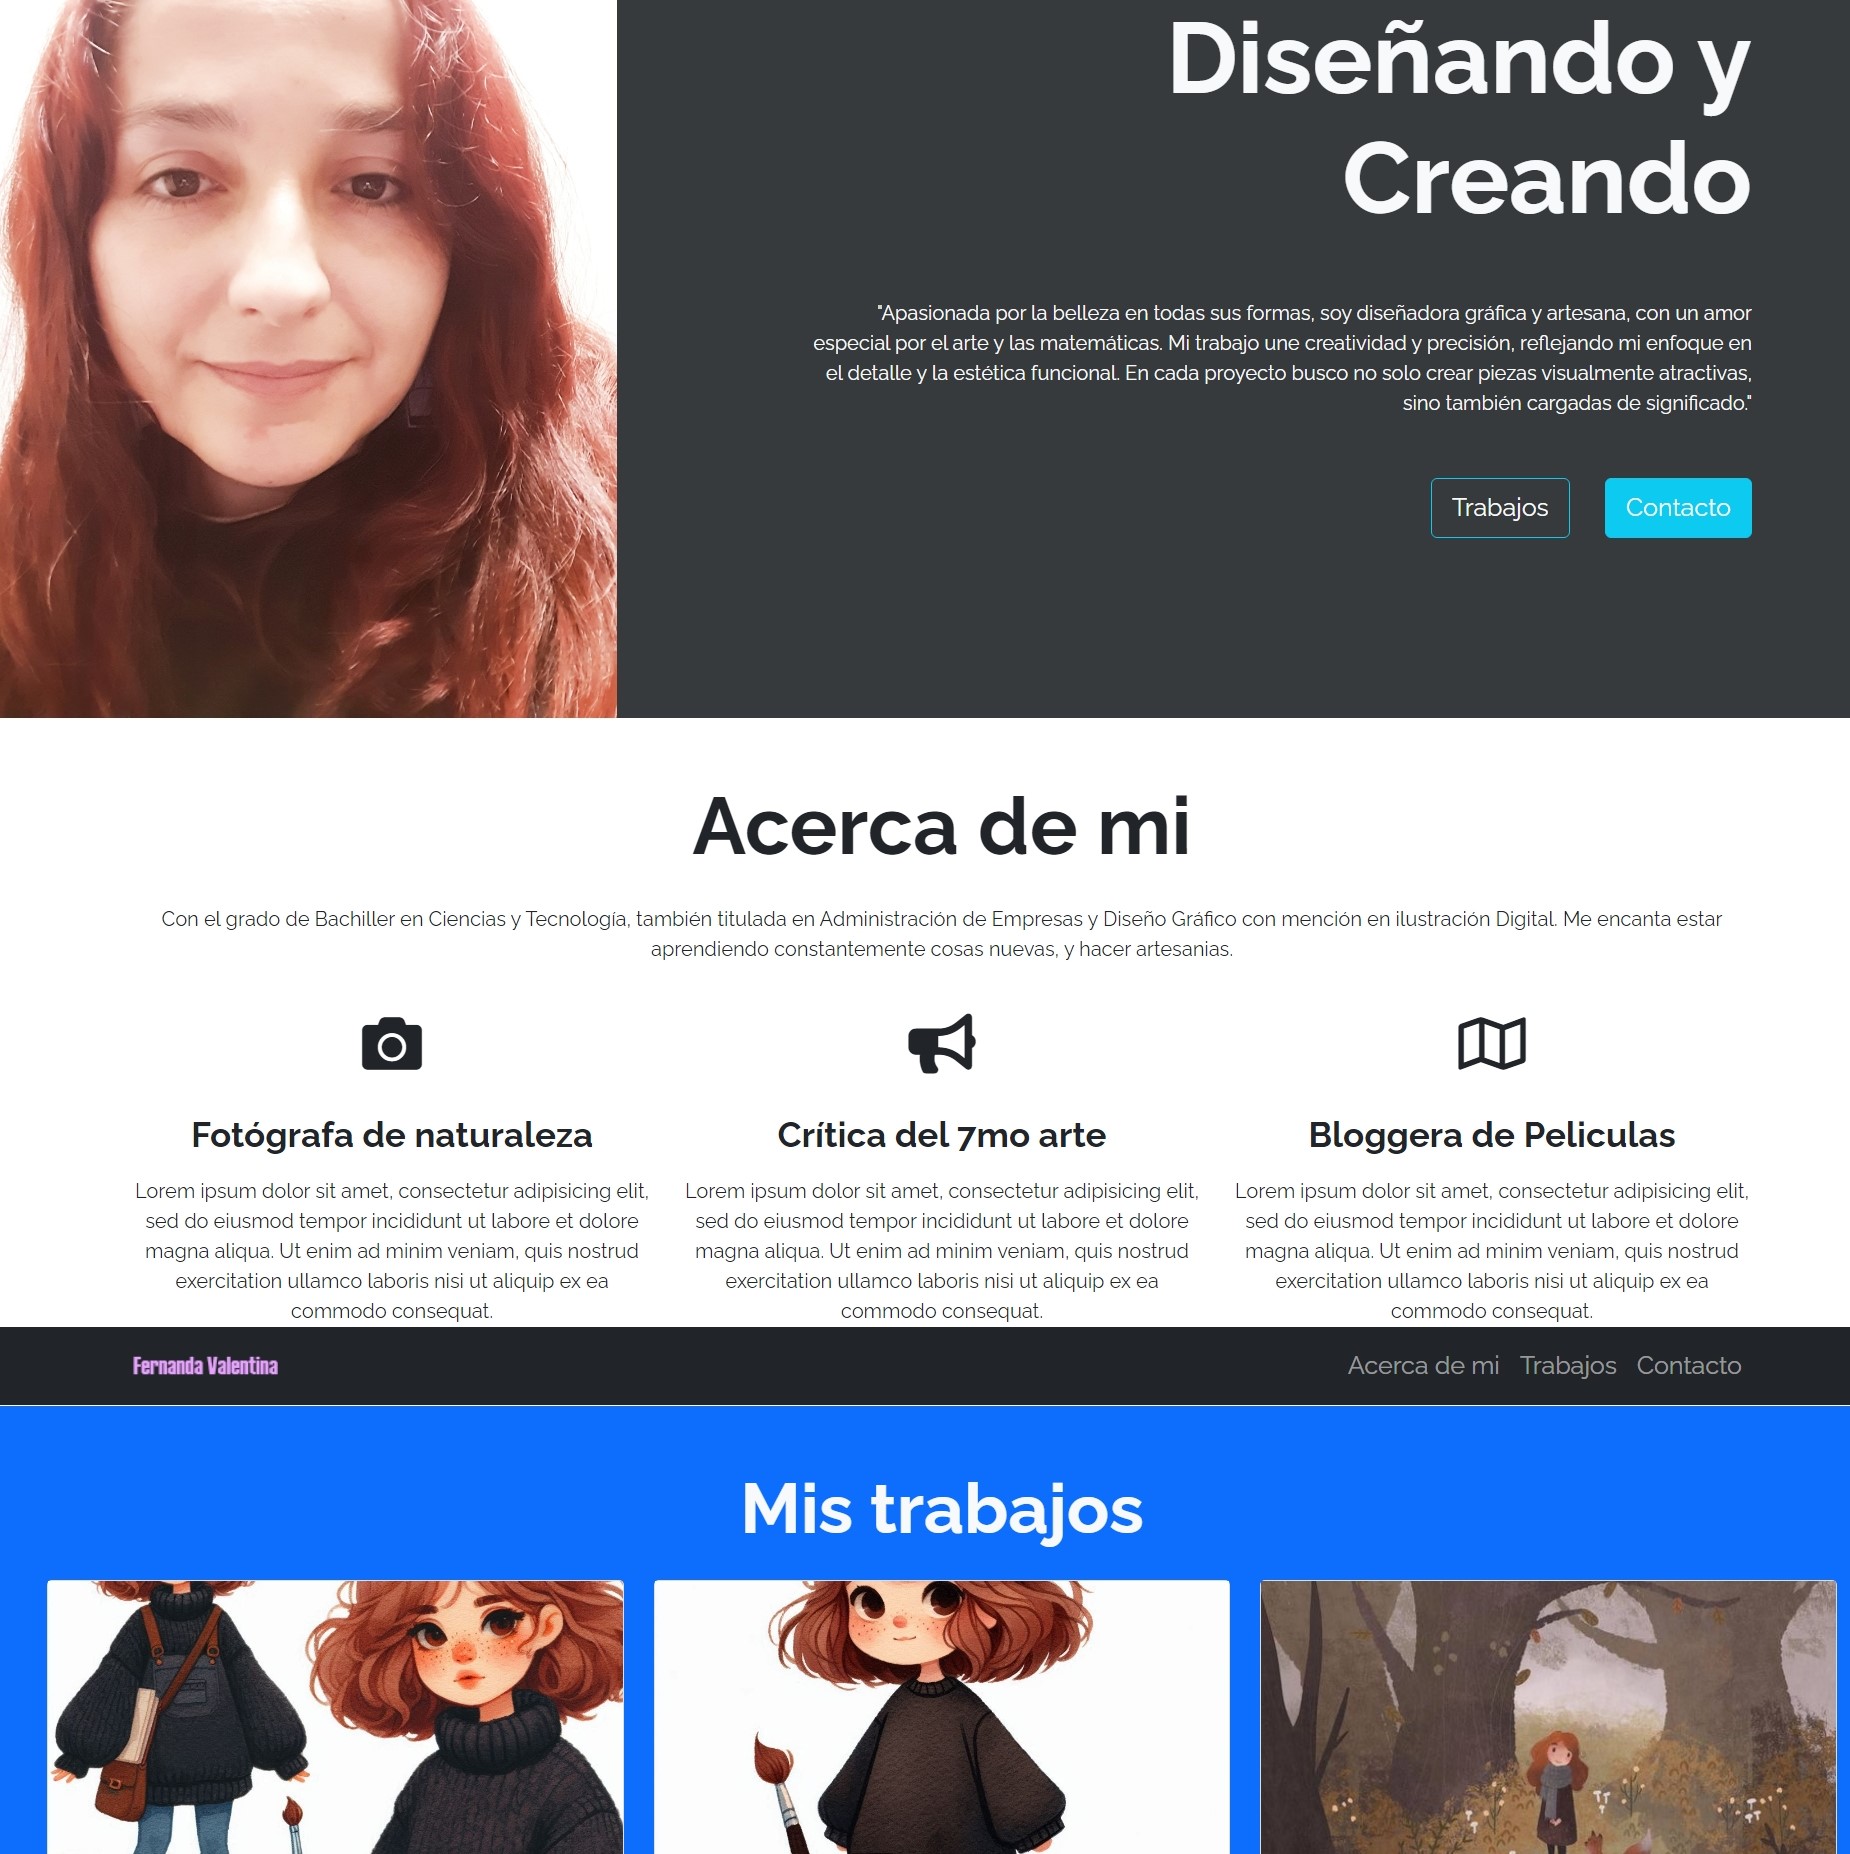 Diseñando y
Creando
"Apasionada por la belleza en todas sus formas, soy diseñadora gráfica y artesana, con un amor
especial por el arte y las matemáticas. Mi trabajo une creatividad y precisión, reflejando mi enfoque en
el detalle y la estética funcional. En cada proyecto busco no solo crear piezas visualmente atractivas,
sino también cargadas de significado."
Trabajos Contacto
Acerca de mi
Con el grado de Bachiller en Ciencias y Tecnología, también titulada en Administración de Empresas y Diseño Gráfico con mención en ilustración Digital. Me encanta estar
aprendiendo constantemente cosas nuevas, y hacer artesanias.
Fotógrafa de naturaleza
Lorem ipsum dolor sit amet, consectetur adipisicing elit,
sed do eiusmod tempor incididunt ut labore et dolore
magna aliqua. Ut enim ad minim veniam, quis nostrud
exercitation ullamco laboris nisi ut aliquip ex ea
commodo consequat.
Crítica del 7mo arte
Lorem ipsum dolor sit amet, consectetur adipisicing elit,
sed do eiusmod tempor incididunt ut labore et dolore
magna aliqua. Ut enim ad minim veniam, quis nostrud
exercitation ullamco laboris nisi ut aliquip ex ea
commodo consequat.
Bloggera de Peliculas
Lorem ipsum dolor sit amet, consectetur adipisicing elit,
sed do eiusmod tempor incididunt ut labore et dolore
magna aliqua. Ut enim ad minim veniam, quis nostrud
exercitation ullamco laboris nisi ut aliquip ex ea
commodo consequat.
Fernanda Valentina
Acerca de mi Trabajos Contacto
Mis trabajos